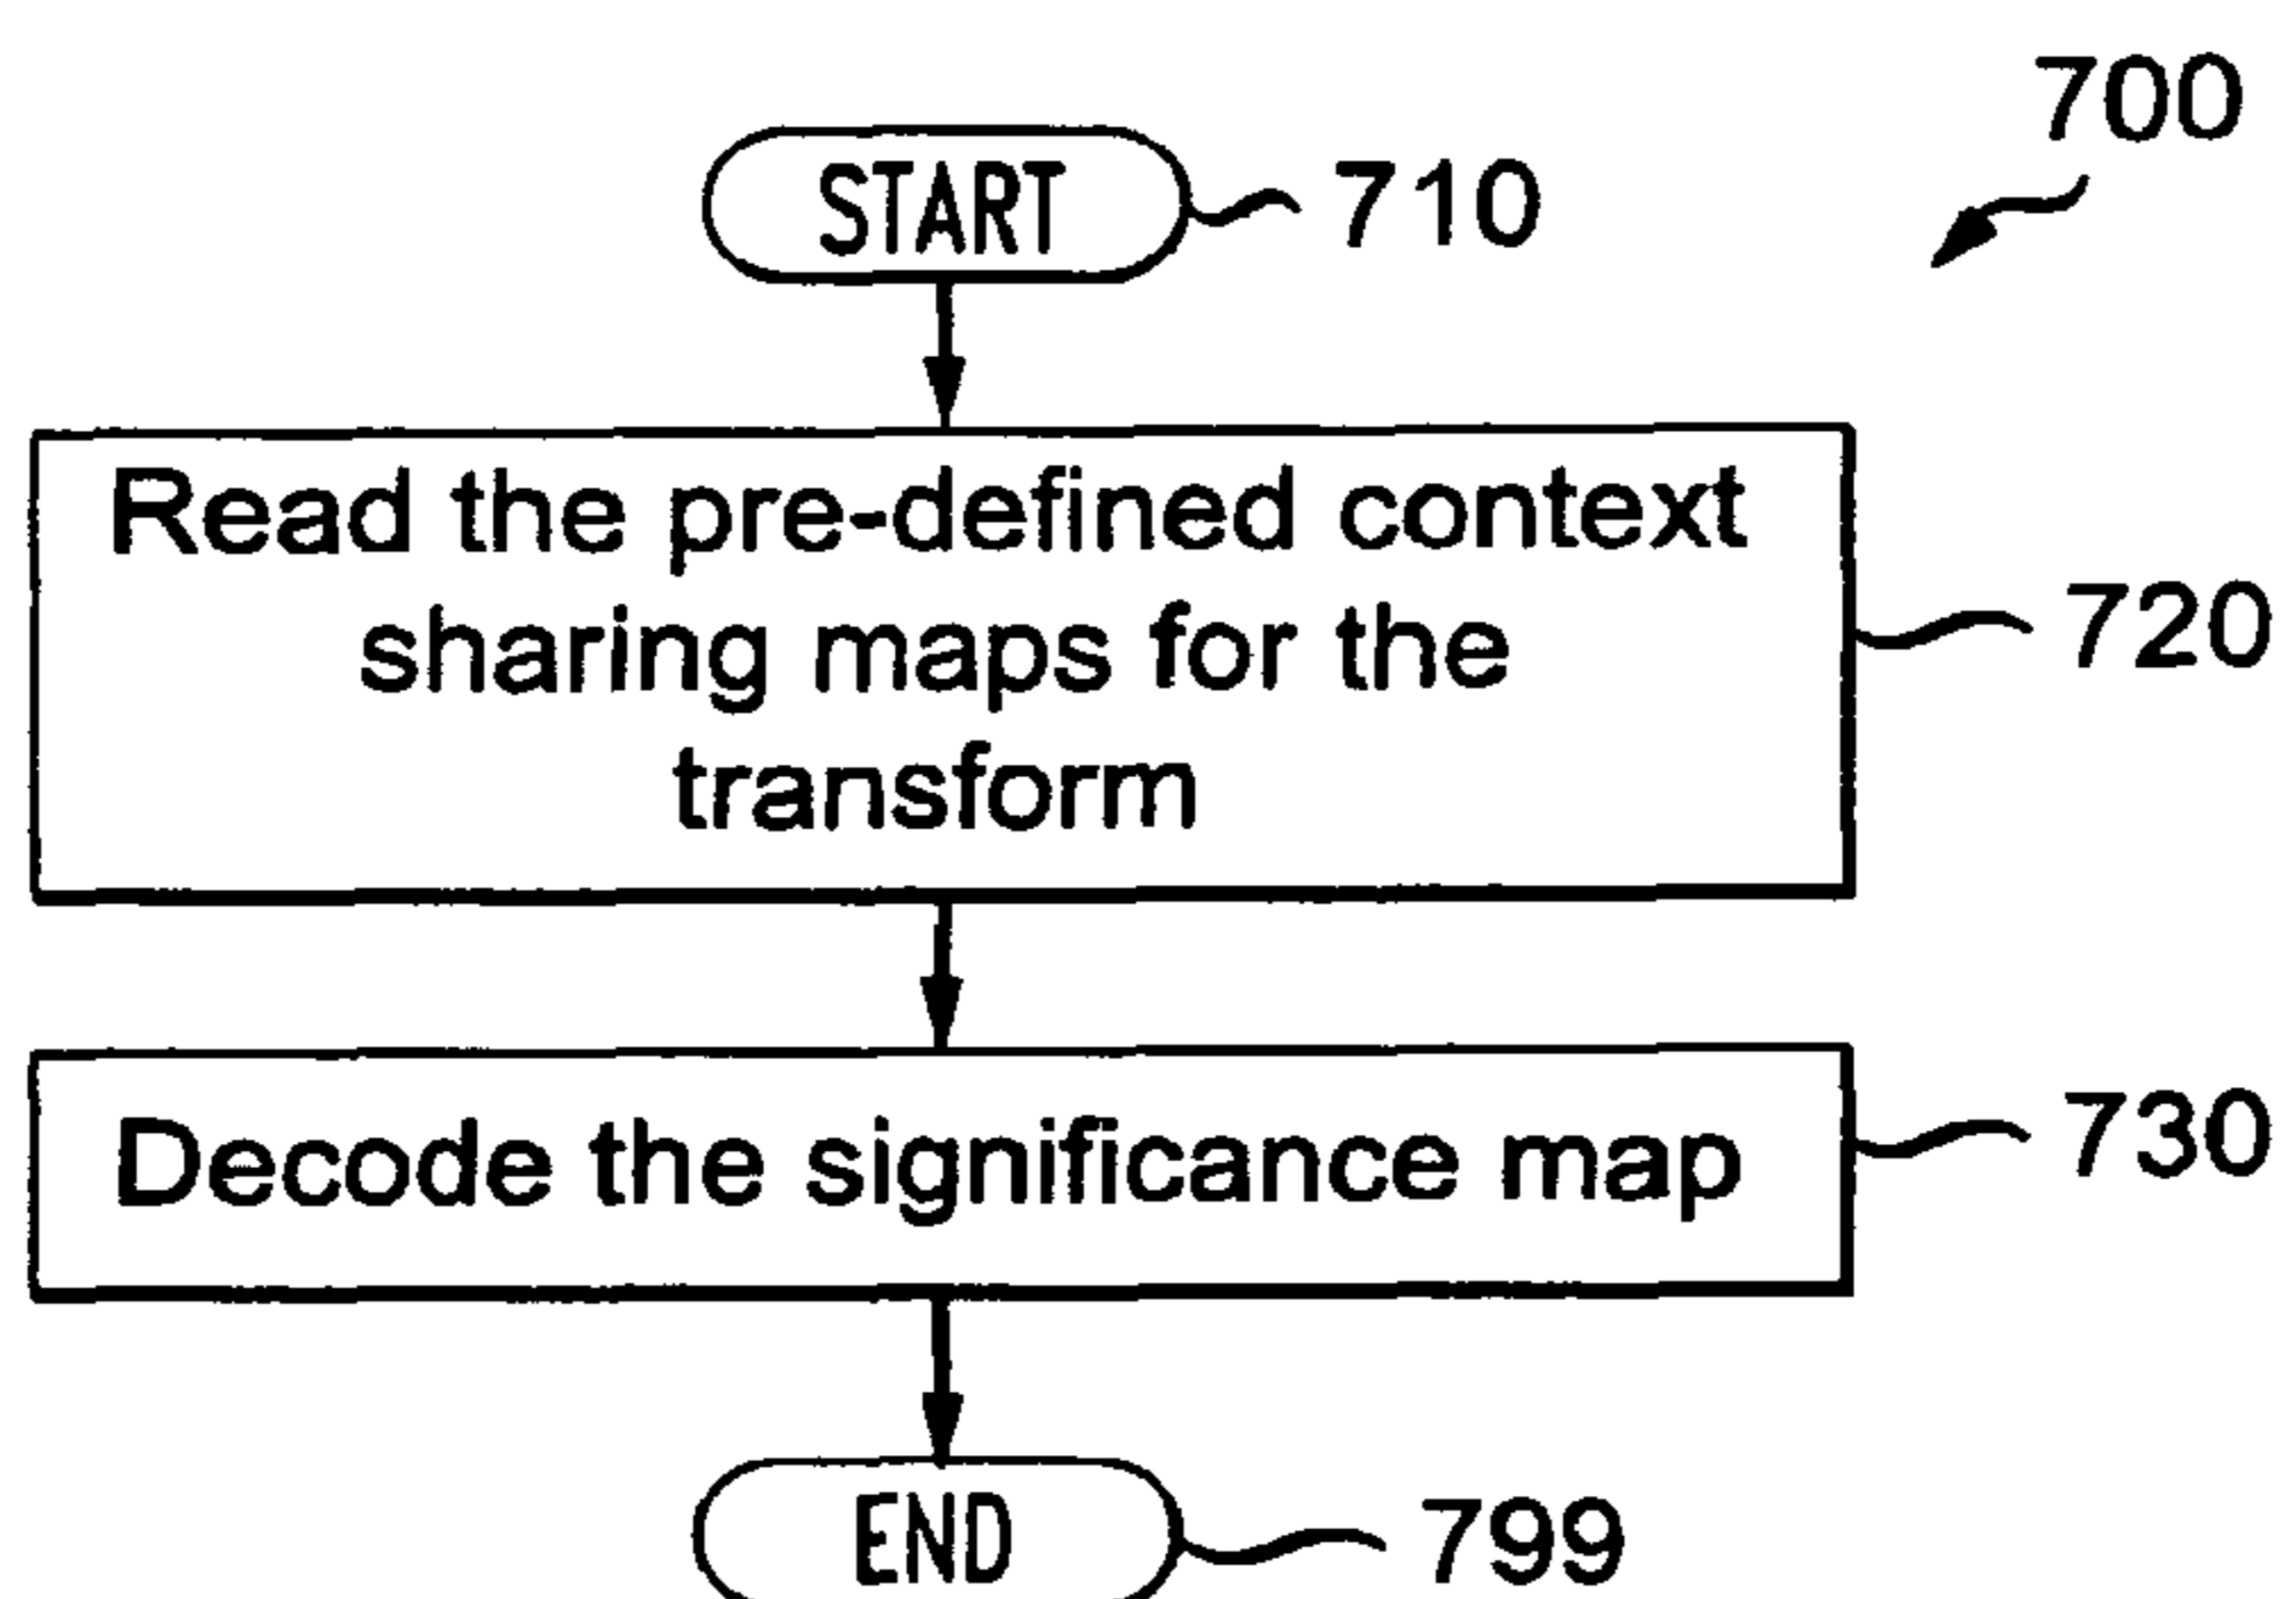 700
START 710
Read the pre-defined context
sharing maps for the
transform
720
Decode the significance map 730
END 799